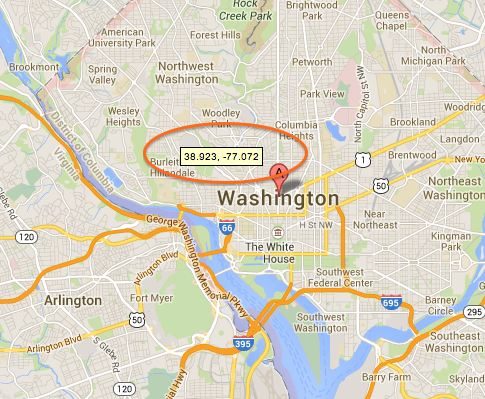 Rock
Creek Park
Brightwood
Park
Queens
Chapel
American
University Park
Forest Hills
North
Michigan Park
Brookmont
Spring
Valley
Northwest
Washington
Petworth
North Capitol St NW
Park View
Wesley
Heights
Woodley
Park
Columbia
Heights
Brookland
Woodridge
Langdon
District of Columbia
Virginia
38.923, -77.072
Burleith
Hillandale
A
1
Brentwood
50
Washington
Northeast
Washington
George Washington Memorial Pkwy
66
H St NW
Near
Northeast
120
The White
House
Kingman
Park
Arlington Blvd
Arlington
Fort Myer
Southwest
Federal Center
695
Barney
Circle
295
50
S Glebe Rd
Arlington Blvd
Southwest
Washington
395
Southeast
Washington
120
Barry Farm
Skyland